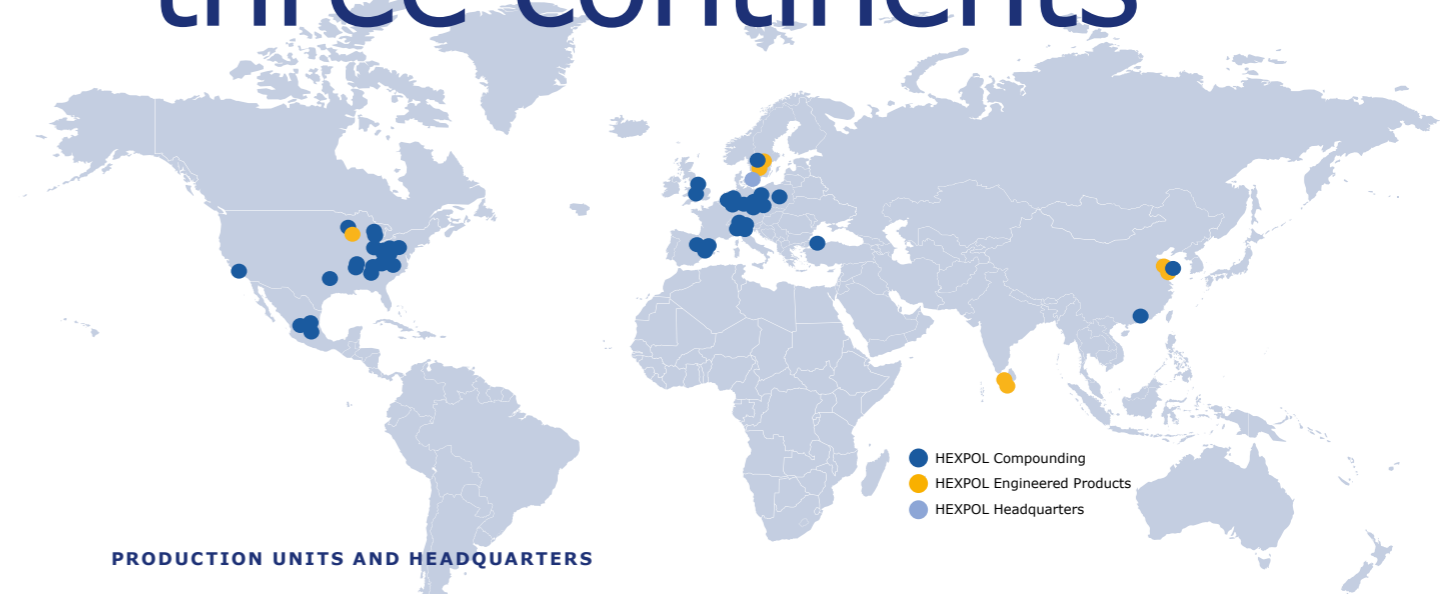 three continents
HEXPOL Compounding
HEXPOL Engineered Products
HEXPOL Headquarters
PRODUCTION UNITS AND HEADQUARTERS